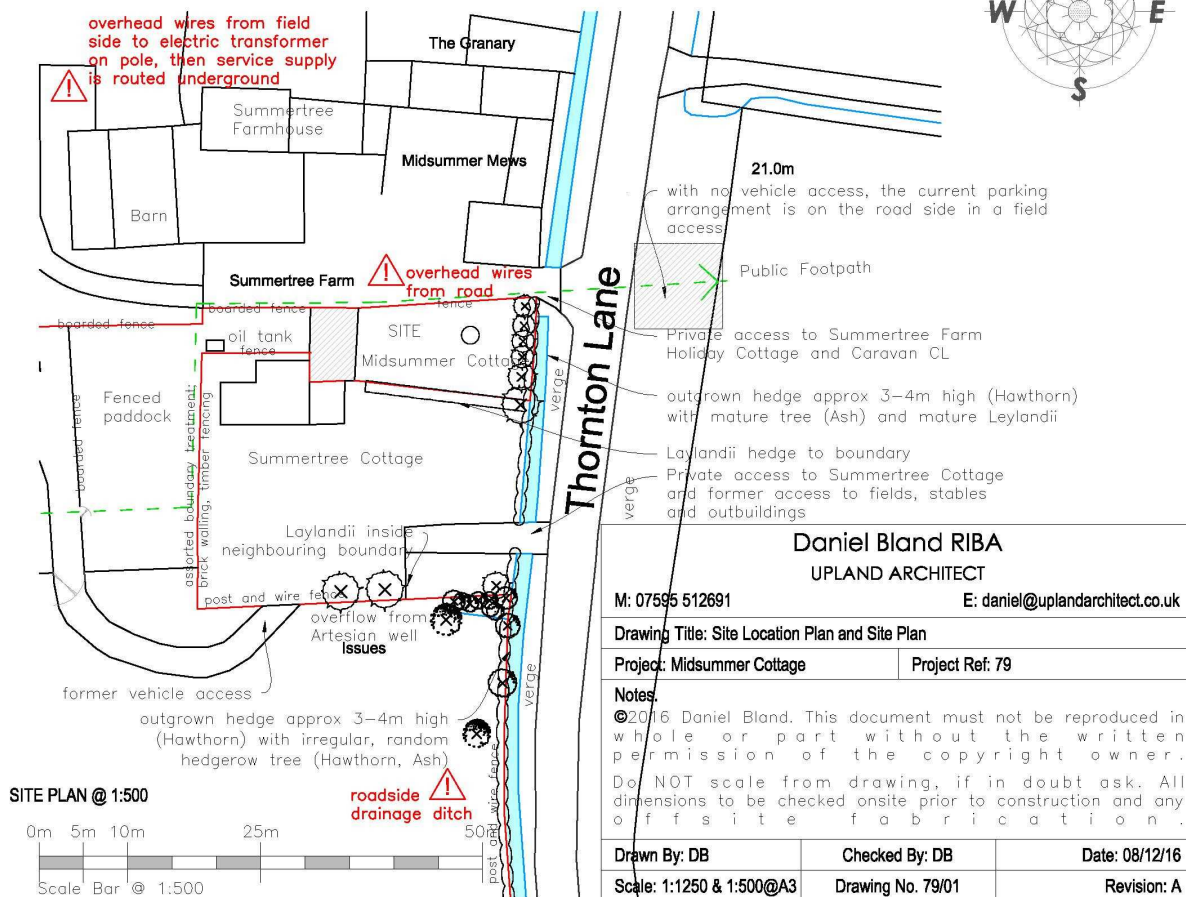 overhead wires from field
side to electric transformer
on pole, then service supply
is routed underground
The Granary
W
E
S
Summertree
Farmhouse
Midsummer Mews
Barn
21.0m
with no vehicle access, the current parking
arrangement is on the road side in a field
access
Public Footpath
Summertree Farm
overhead wires
from road
boarded fence
fence
boarded fence
oil tank
fence
SITE
Midsummer Cottage
Private access to Summertree Farm
Holiday Cottage and Caravan CL
Fenced
paddock
boarded fence
verge
Thornton Lane
outgrown hedge approx 3-4m high (Hawthorn)
with mature tree (Ash) and mature Leylandii
Laylandii hedge to boundary
Summertree Cottage
Private access to Summertree Cottage
and former access to fields, stables
and outbuildings
verge
assorted boundary treatment:
brick walling, timber fencing
Laylandii inside
neighbouring boundary
post and wire fence
overflow from
Artesian well
Issues
former vehicle access
verge
outgrown hedge approx 3-4m high
(Hawthorn) with irregular, random
hedgerow tree (Hawthorn, Ash)
post and wire fence
roadside
drainage ditch
SITE PLAN @ 1:500
0m 5m 10m 25m 50m
Scale Bar @ 1:500
Daniel Bland RIBA
UPLAND ARCHITECT
M: 07595 512691 E: daniel@uplandarchitect.co.uk
Drawing Title: Site Location Plan and Site Plan
Project: Midsummer Cottage Project Ref: 79
Notes.
©2016 Daniel Bland. This document must not be reproduced in
whole or part without the written
permission of the copyright owner.
Do NOT scale from drawing, if in doubt ask. All
dimensions to be checked onsite prior to construction and any
offsite fabrication.
Drawn By: DB Checked By: DB Date: 08/12/16
Scale: 1:1250 & 1:500@A3 Drawing No. 79/01 Revision: A